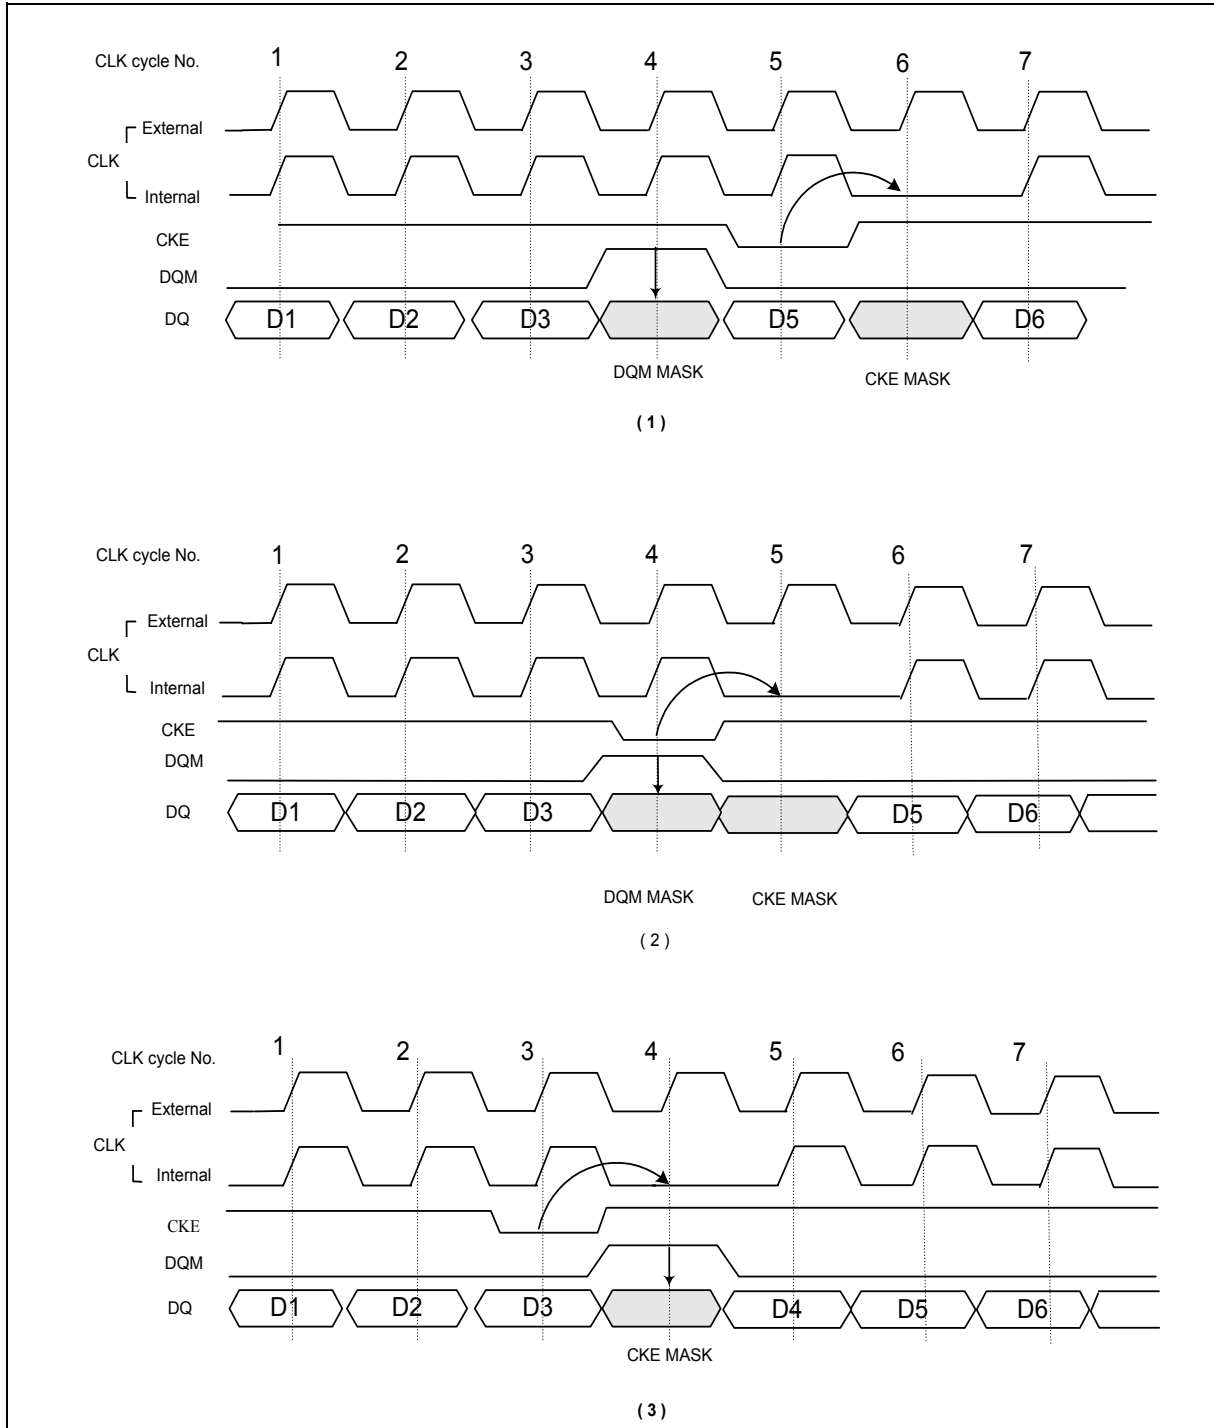 CLK cycle No. 1 2 3 4 5 6 7
External
CLK
Internal
CKE
DQM
DQ D1 D2 D3 D5 D6
DQM MASK CKE MASK
( 1 )
CLK cycle No. 1 2 3 4 5 6 7
External
CLK
Internal
CKE
DQM
DQ D1 D2 D3 D5 D6
DQM MASK CKE MASK
( 2 )
CLK cycle No. 1 2 3 4 5 6 7
External
CLK
Internal
CKE
DQM
DQ D1 D2 D3 D4 D5 D6
CKE MASK
( 3 )